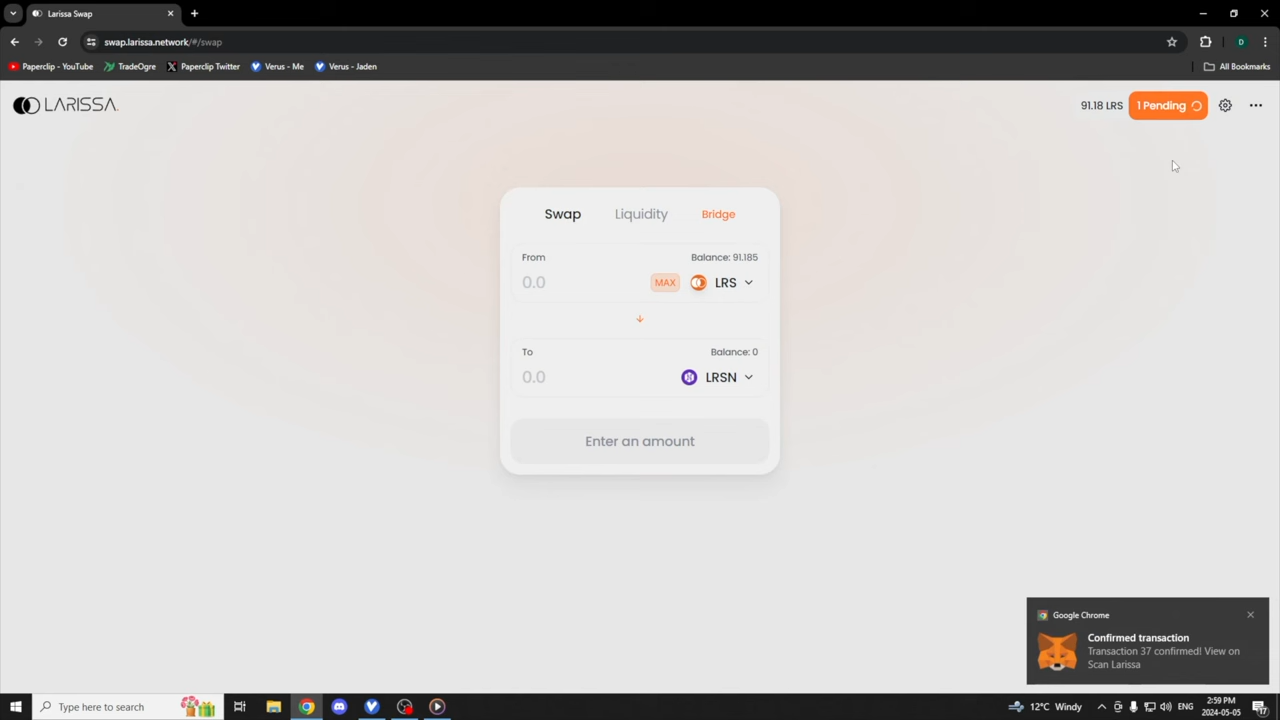 Larissa Swap
swap.larissa.network/#/swap
Paperclip - YouTube
TradeOgre
Paperclip Twitter
Verus - Me
Verus - Jaden
All Bookmarks
LARISSA
91.18 LRS
1 Pending
Swap
Liquidity
Bridge
From
Balance: 91.185
0.0
MAX
LRS
To
Balance: 0
0.0
LRSN
Enter an amount
Google Chrome
Confirmed transaction
Transaction 37 confirmed! View on
Scan Larissa
Type here to search
12°C Windy
ENG
2:59 PM
2024-05-05
17
D